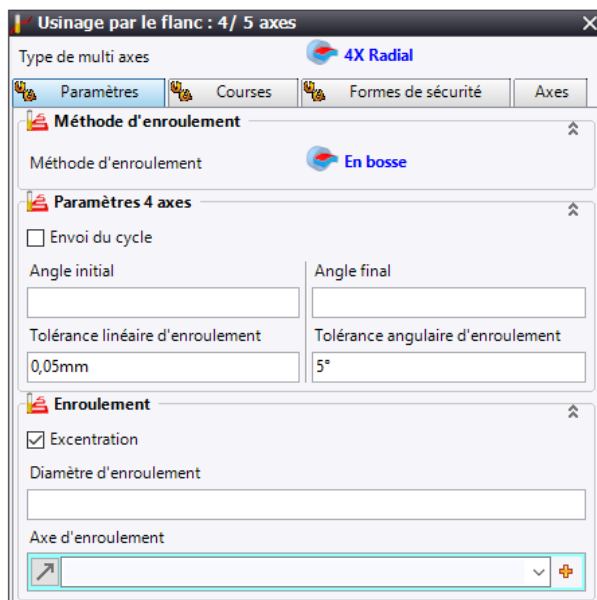 Usinage par le flanc : 4/ 5 axes
Type de multi axes 4X Radial
Paramètres Courses Formes de sécurité Axes
Méthode d'enroulement
Méthode d'enroulement En bosse
Paramètres 4 axes
Envoi du cycle
Angle initial Angle final
Tolérance linéaire d'enroulement Tolérance angulaire d'enroulement
0,05mm 5°
Enroulement
Excentration
Diamètre d'enroulement
Axe d'enroulement